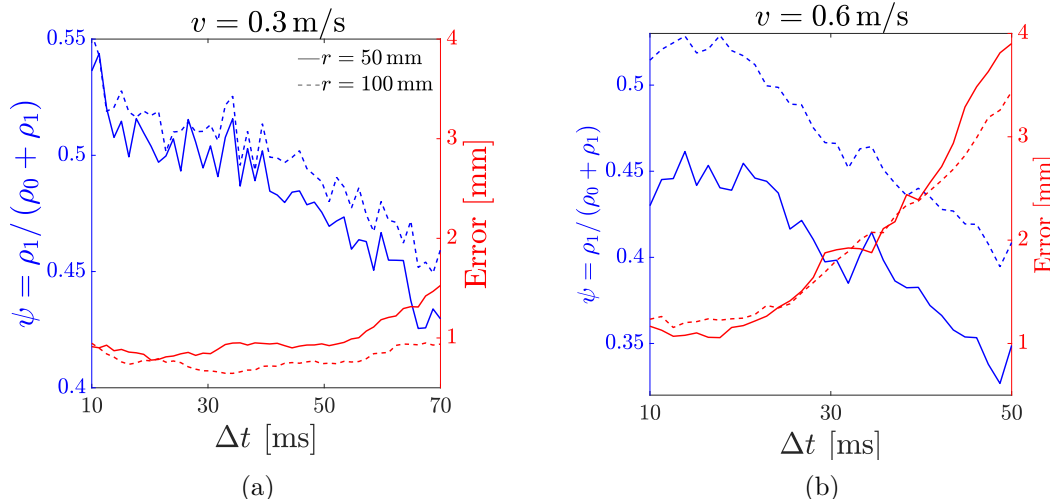 v = 0.3 m/s
0.55
0.5
0.45
0.4
ψ = ρ₁/ (ρ₀ + ρ₁)
r = 50 mm
r = 100 mm
4
3
2
1
Error [mm]
10 30 50 70
Δt [ms]
(a)
v = 0.6 m/s
0.5
0.45
0.4
0.35
ψ = ρ₁/ (ρ₀ + ρ₁)
4
3
2
1
Error [mm]
10 30 50
Δt [ms]
(b)